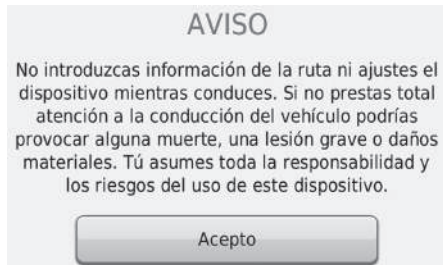 AVISO
No introduzcas información de la ruta ni ajustes el
dispositivo mientras conduces. Si no prestas total
atención a la conducción del vehículo podrías
provocar alguna muerte, una lesión grave o daños
materiales. Tú asumes toda la responsabilidad y
los riesgos del uso de este dispositivo.
Acepto